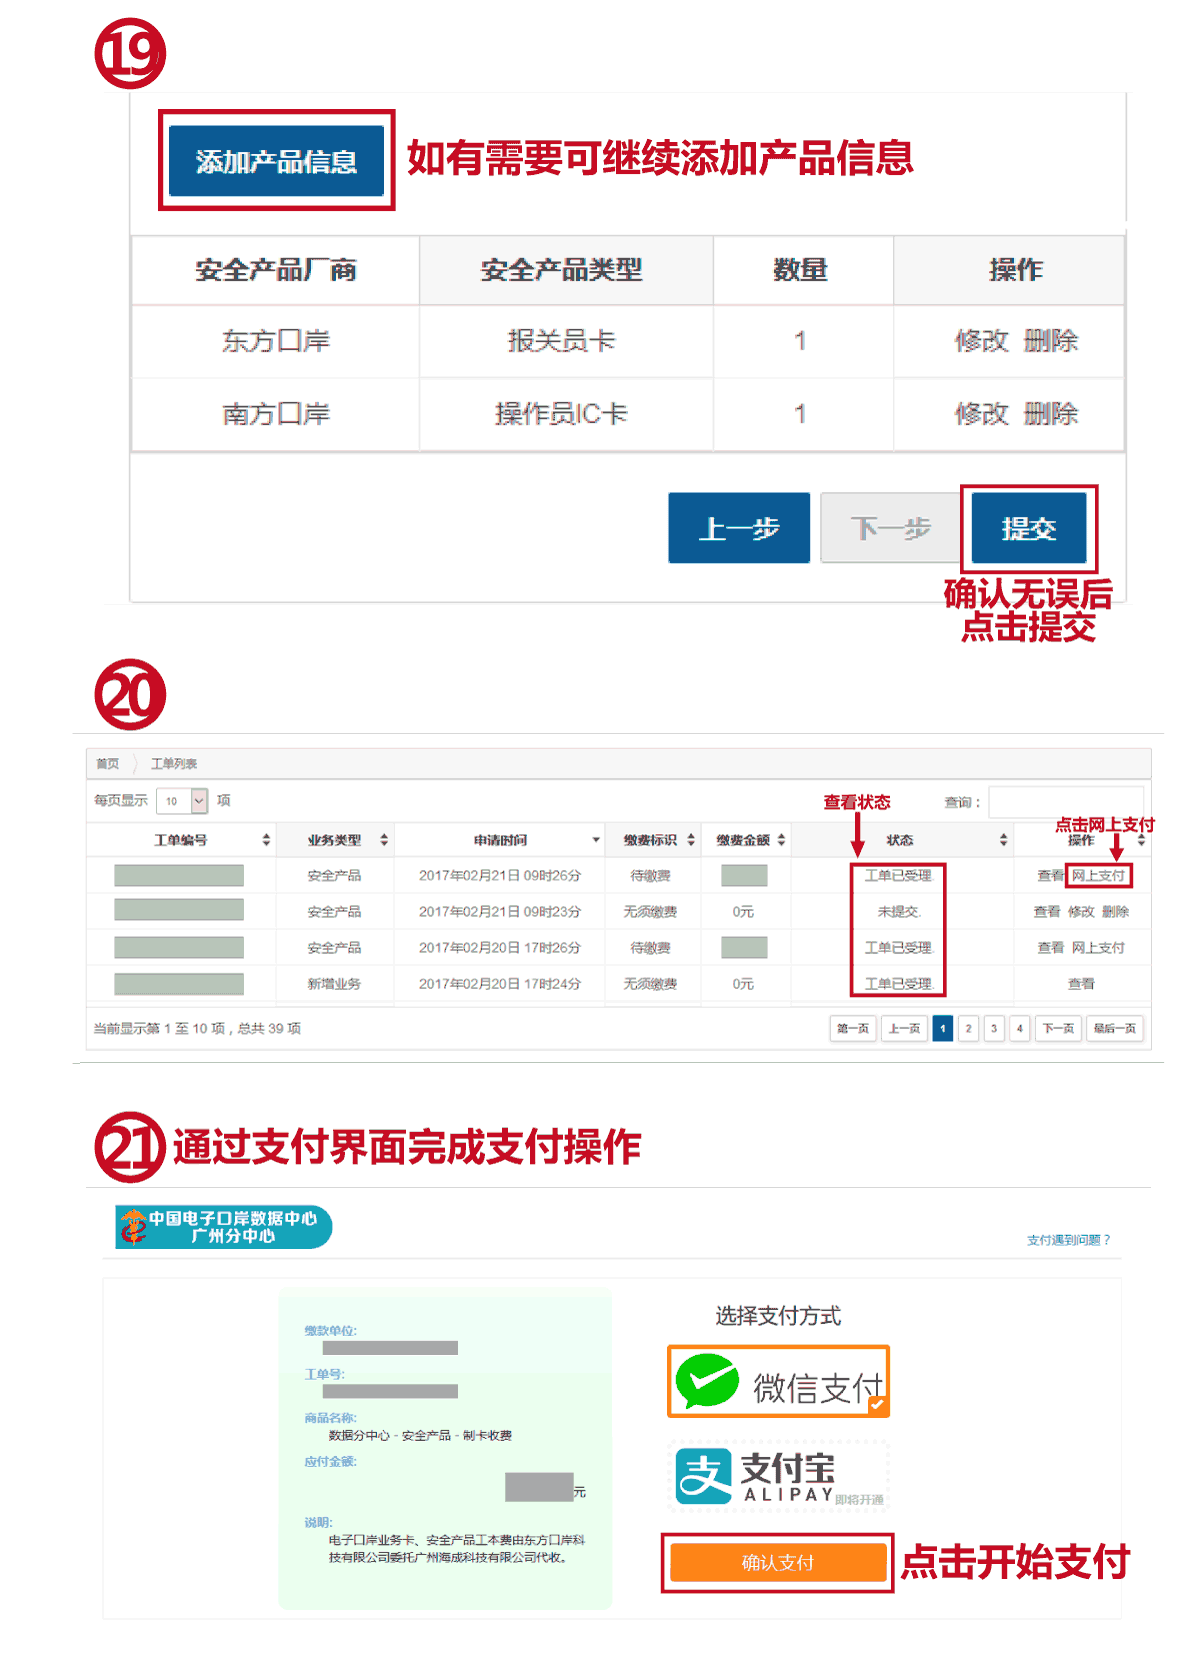 19
添加产品信息 如有需要可继续添加产品信息
安全产品厂商 安全产品类型 数量 操作
东方口岸 报关员卡 1 修改 删除
南方口岸 操作员IC卡 1 修改 删除
上一步 下一步 提交
确认无误后
点击提交
20
首页 工单列表
每页显示 10 项 查看状态 查询：
点击网上支付
工单编号 业务类型 申请时间 缴费标识 缴费金额 状态 操作
安全产品 2017年02月21日 09时26分 待缴费 工单已受理. 查看 网上支付
安全产品 2017年02月21日 09时23分 无须缴费 0元 未提交. 查看 修改 删除
安全产品 2017年02月20日 17时26分 待缴费 工单已受理. 查看 网上支付
新增业务 2017年02月20日 17时24分 无须缴费 0元 工单已受理. 查看
当前显示第 1 至 10 项，总共 39 项 第一页 上一页 1 2 3 4 下一页 最后一页
21 通过支付界面完成支付操作
中国电子口岸数据中心
广州分中心
支付遇到问题？
选择支付方式
缴款单位:
工单号:
微信支付
商品名称:
数据分中心 - 安全产品 - 制卡收费
应付金额:
元
支付宝
ALIPAY 即将开通
说明:
电子口岸业务卡、安全产品工本费由东方口岸科
技有限公司委托广州海成科技有限公司代收。
确认支付 点击开始支付